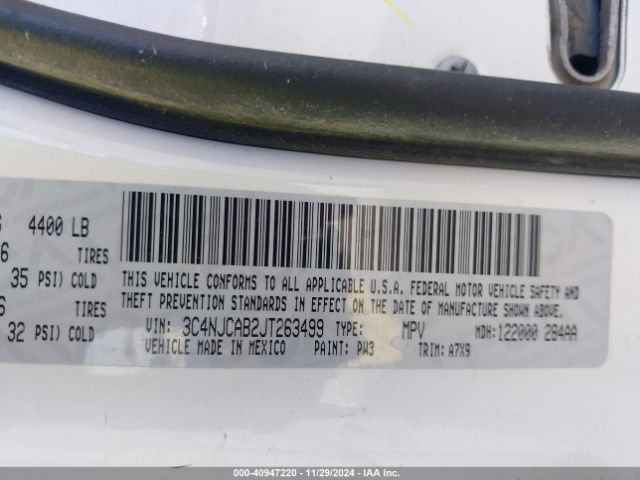 4400 LB
TIRES
35 PSI) COLD
TIRES
32 PSI) COLD
THIS VEHICLE CONFORMS TO ALL APPLICABLE U.S.A. FEDERAL MOTOR VEHICLE SAFETY AND
THEFT PREVENTION STANDARDS IN EFFECT ON THE DATE OF MANUFACTURE SHOWN ABOVE.
VIN: 3C4NJCAB2JT263499 TYPE: MPV MDH:122000 284AA
VEHICLE MADE IN MEXICO PAINT: PW3 TRIM: A7X9
000-40947220 - 11/29/2024 - IAA Inc.